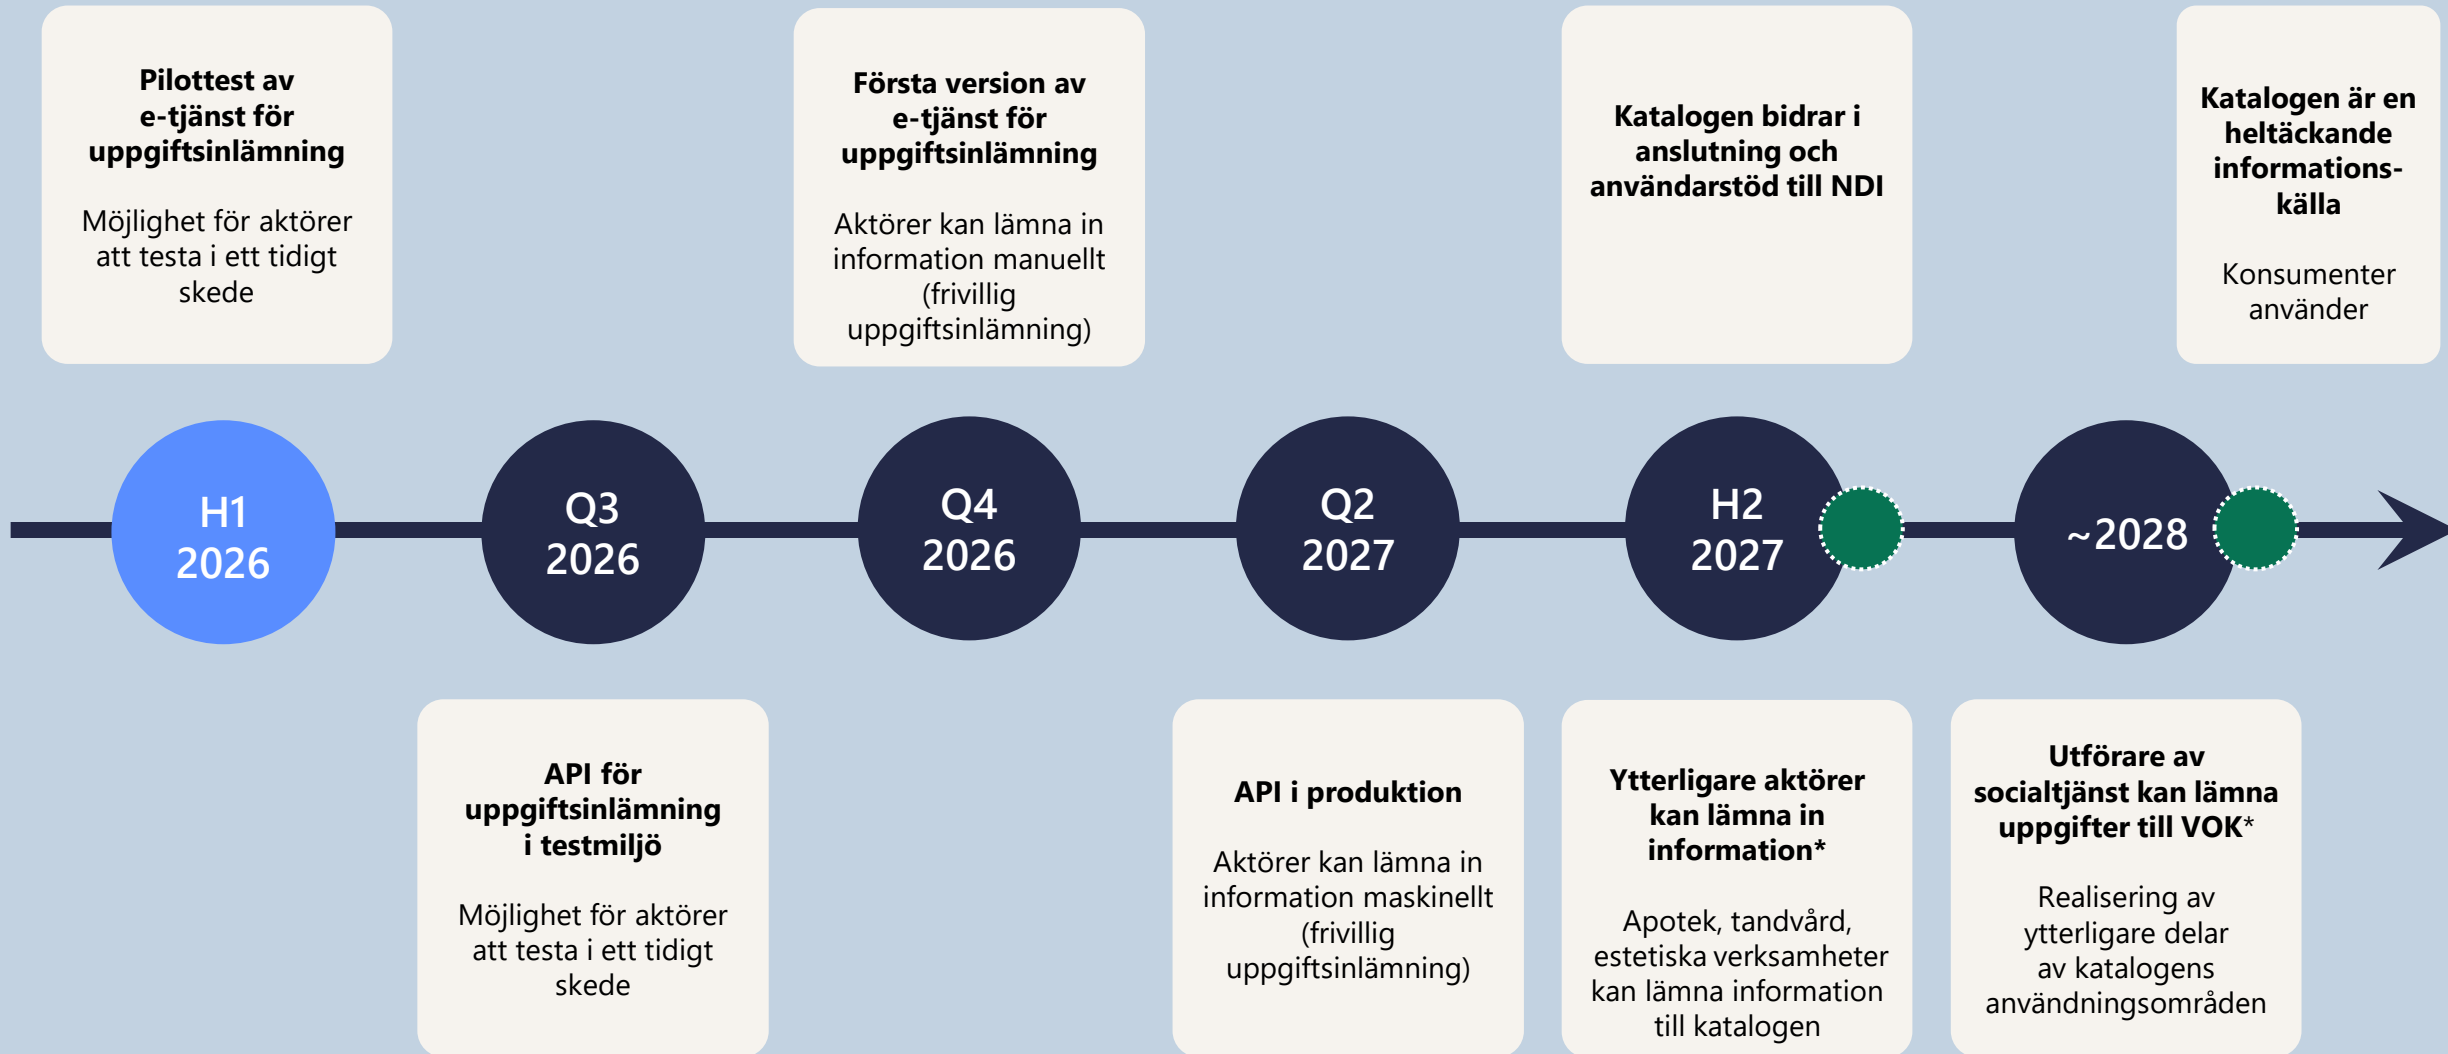 Pilottest av
e-tjänst för
uppgiftsinlämning
Möjlighet för aktörer
att testa i ett tidigt
skede
Första version av
e-tjänst för
uppgiftsinlämning
Aktörer kan lämna in
information manuellt
(frivillig
uppgiftsinlämning)
Katalogen bidrar i
anslutning och
användarstöd till NDI
Katalogen är en
heltäckande
informations-
källa
Konsumenter
använder
H1
2026
Q3
2026
Q4
2026
Q2
2027
H2
2027
~2028
API för
uppgiftsinlämning
i testmiljö
Möjlighet för aktörer
att testa i ett tidigt
skede
API i produktion
Aktörer kan lämna in
information maskinellt
(frivillig
uppgiftsinlämning)
Ytterligare aktörer
kan lämna in
information*
Apotek, tandvård,
estetiska verksamheter
kan lämna information
till katalogen
Utförare av
socialtjänst kan lämna
uppgifter till VOK*
Realisering av
ytterligare delar
av katalogens
användningsområden